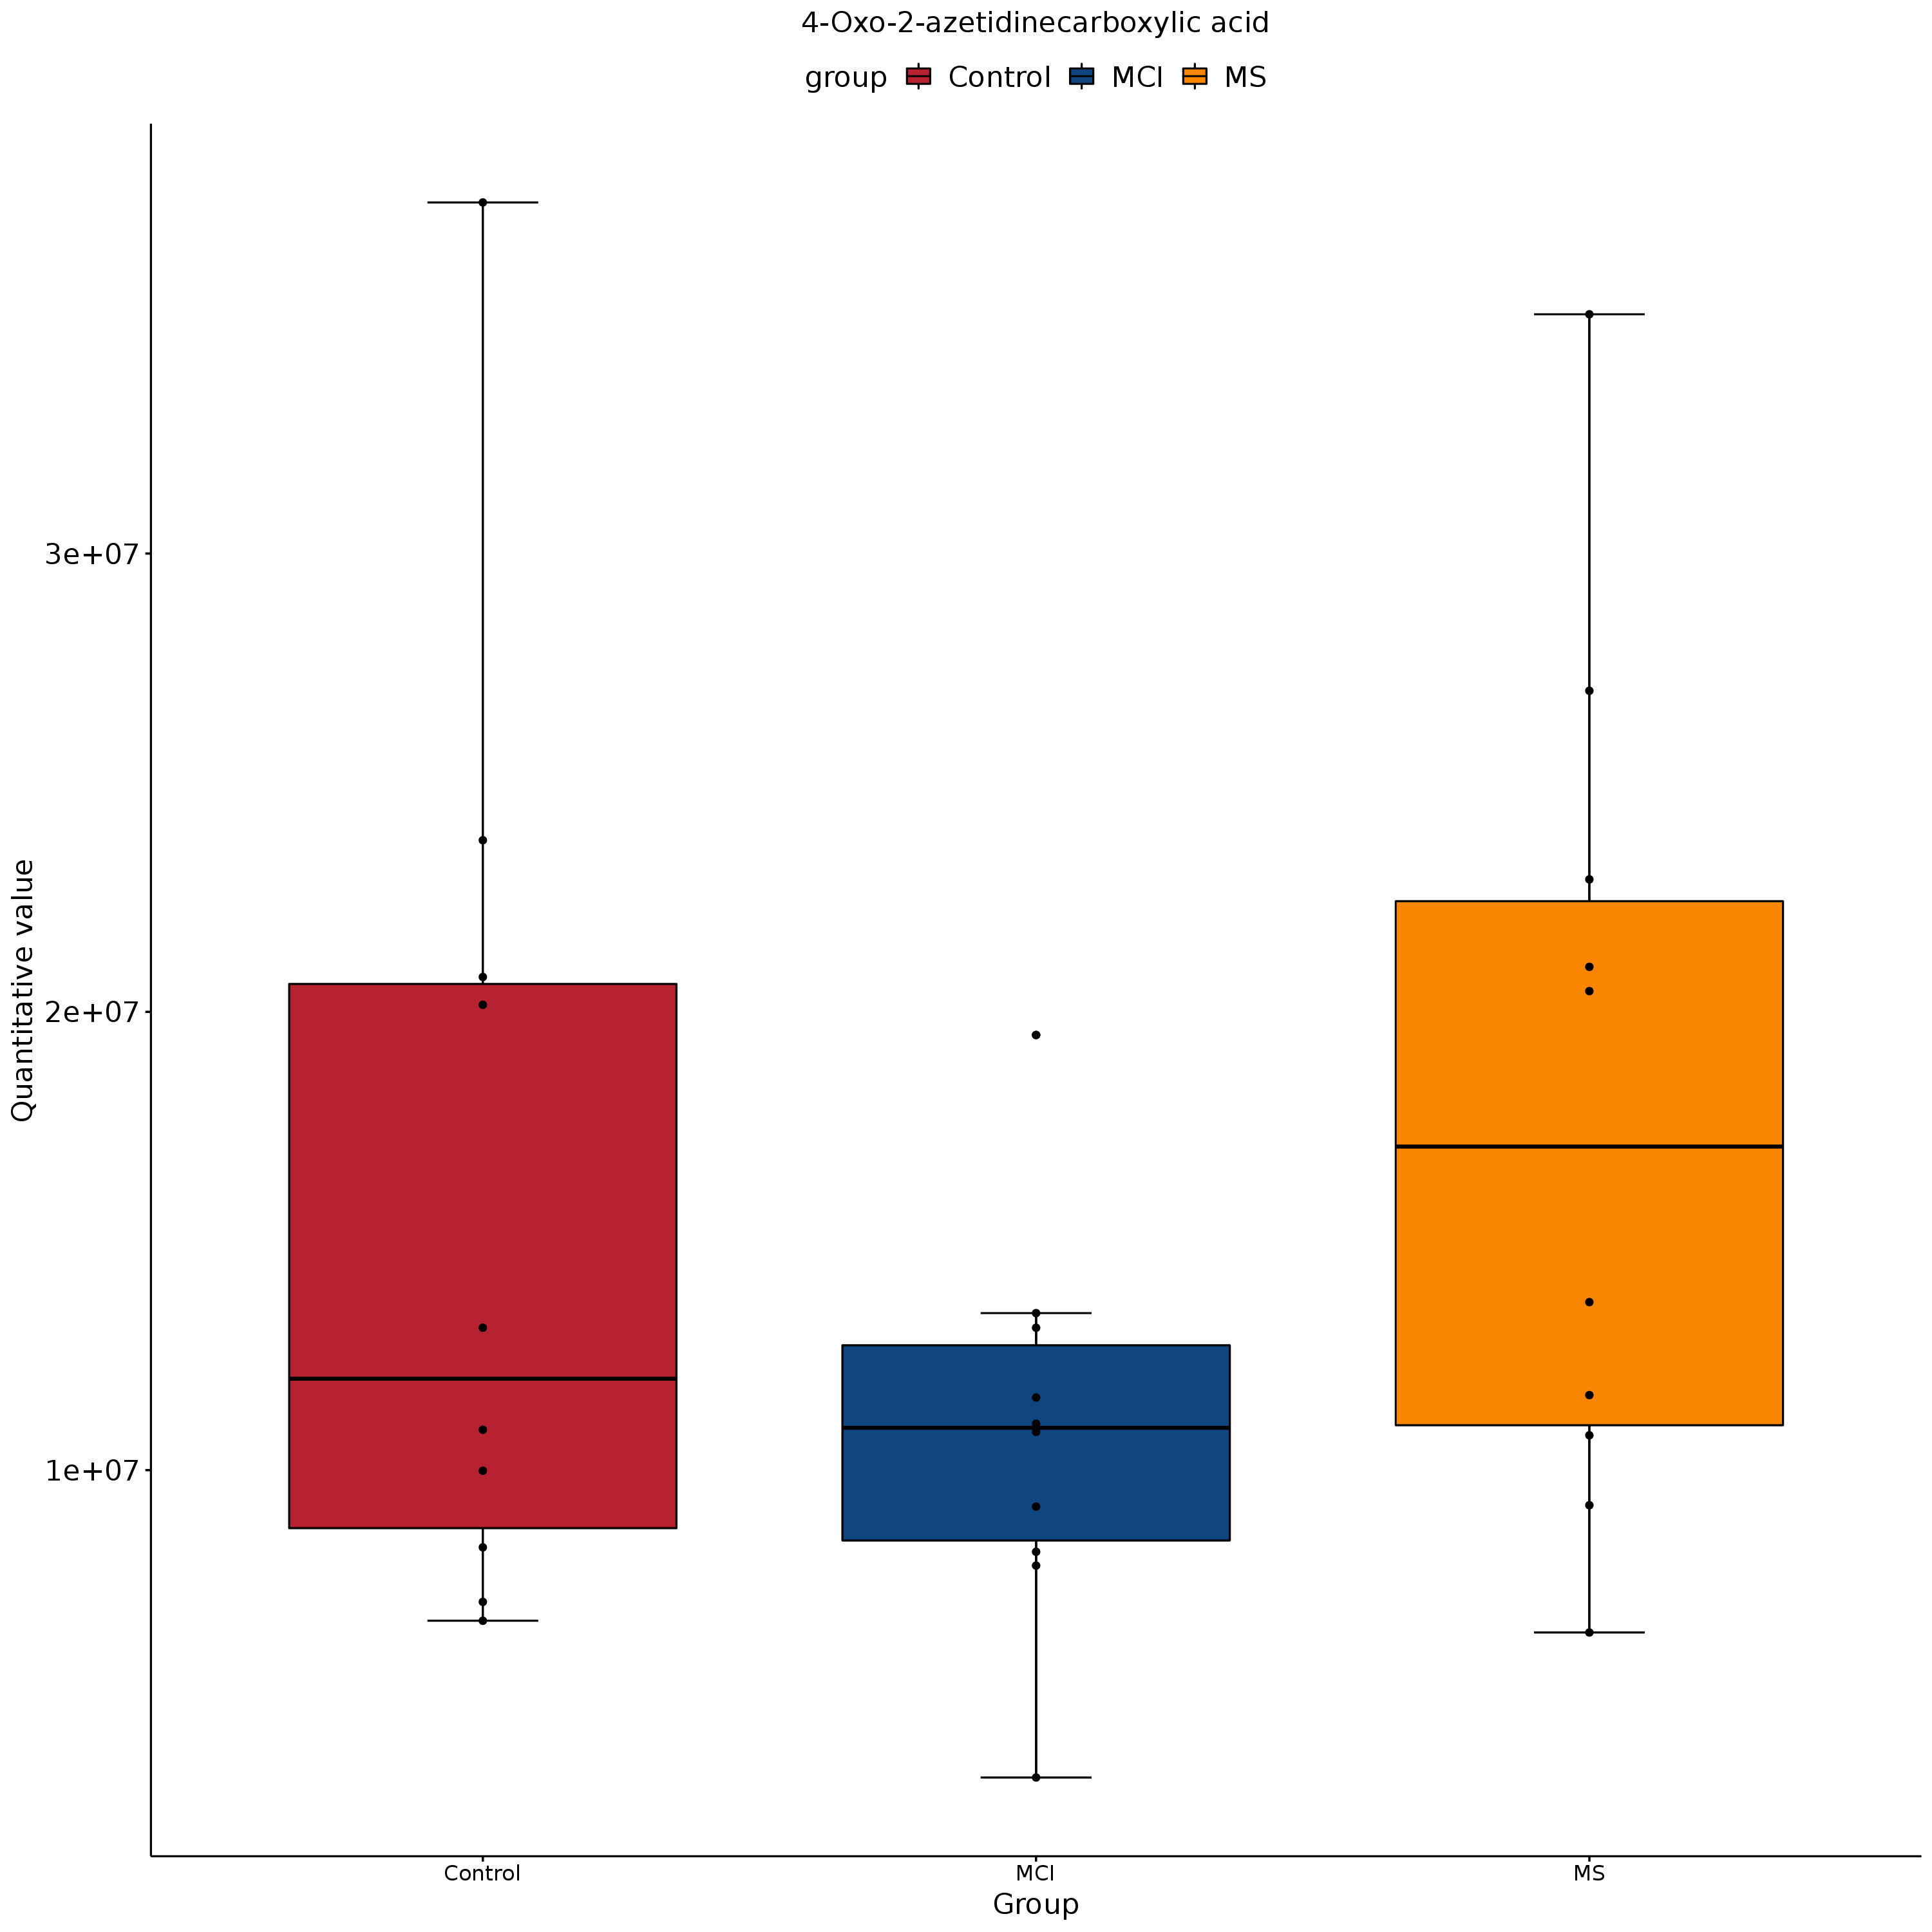 4-Oxo-2-azetidinecarboxylic acid
group Control MCI MS
Quantitative value
3e+07
2e+07
1e+07
Control MCI MS
Group